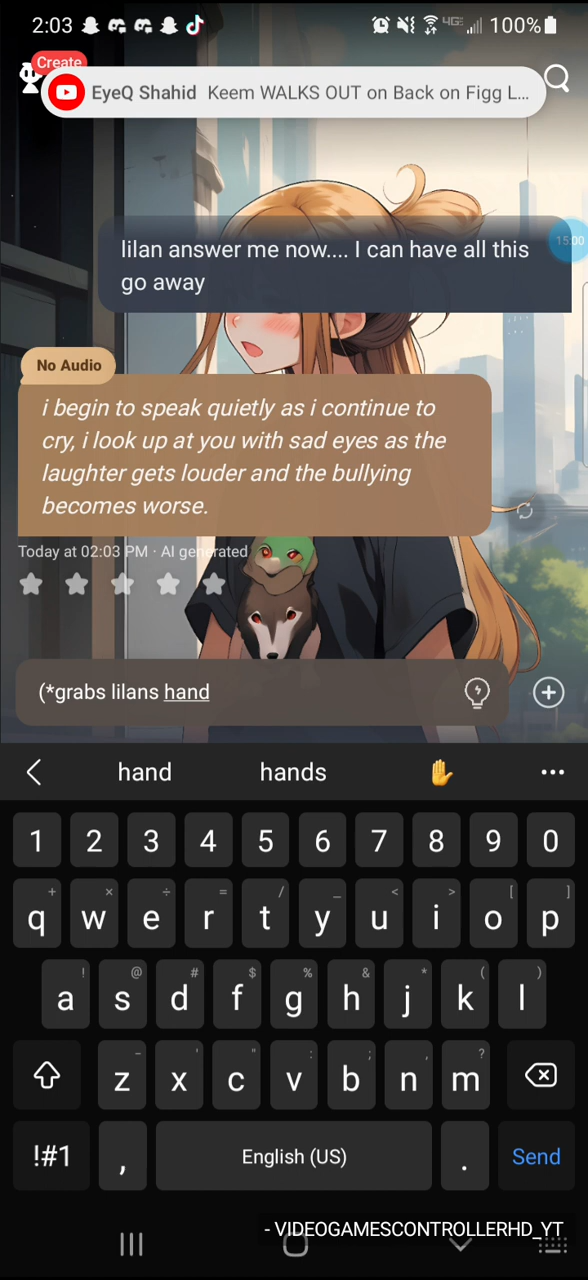 2:03
4GE
100%
Create
EyeQ Shahid Keem WALKS OUT on Back on Figg L...
lilan answer me now.... I can have all this
go away
15:00
No Audio
i begin to speak quietly as i continue to
cry, i look up at you with sad eyes as the
laughter gets louder and the bullying
becomes worse.
Today at 02:03 PM · AI generated
(*grabs lilans hand
hand hands ✋ ...
1 2 3 4 5 6 7 8 9 0
+ × ÷ = / _ < > [ ]
q w e r t y u i o p
! @ # $ % & * ( )
a s d f g h j k l
- ' " : ; , ?
z x c v b n m
!#1 , English (US) . Send
- VIDEOGAMESCONTROLLERHD_YT